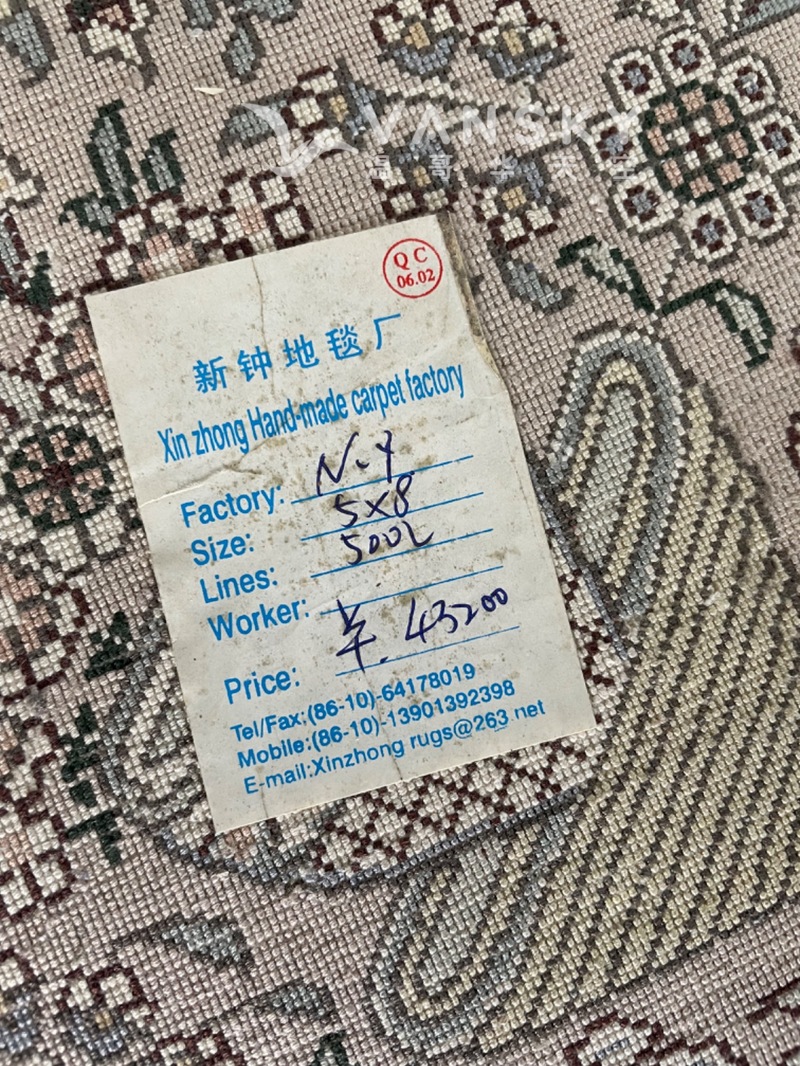 VANSKY
QC
06.02
新钟地毯厂
Xin zhong Hand-made carpet factory
Factory: N.Y
Size: 5X8
Lines: 500L
Worker:
Price: ¥.43200
Tel/Fax:(86-10)-64178019
Mobile:(86-10)-13901392398
E-mail:Xinzhong rugs@263 net